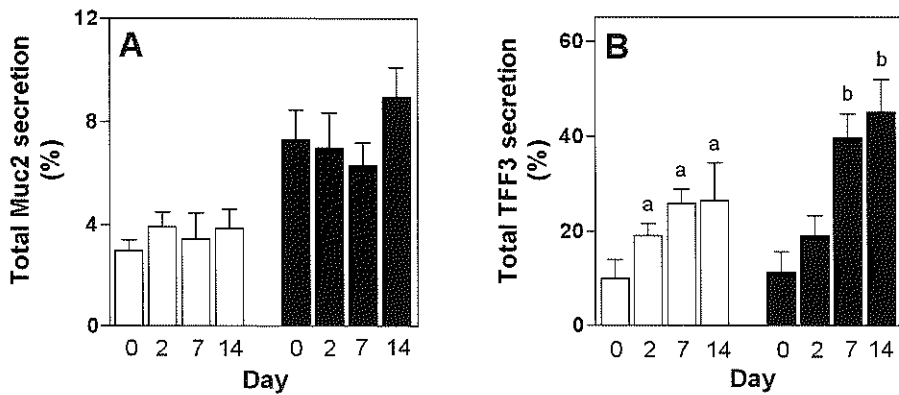 A
Total Muc2 secretion
(%)
12
8
4
0
0 2 7 14 0 2 7 14
Day
B
Total TFF3 secretion
(%)
60
40
20
0
a a a b b
0 2 7 14 0 2 7 14
Day